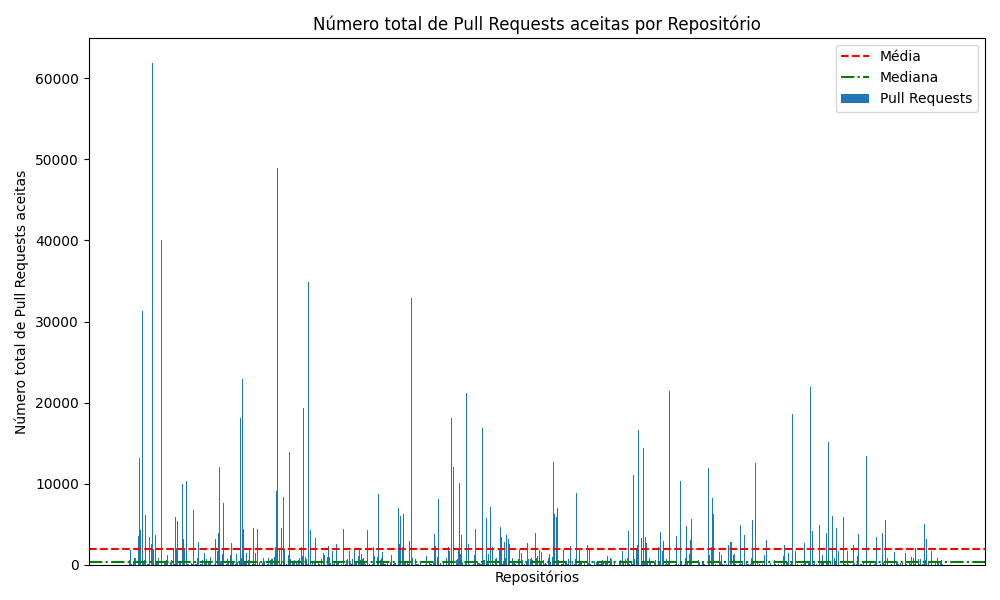 Número total de Pull Requests aceitas por Repositório
Média
Mediana
Pull Requests
60000
50000
40000
30000
20000
10000
0
Número total de Pull Requests aceitas
Repositórios